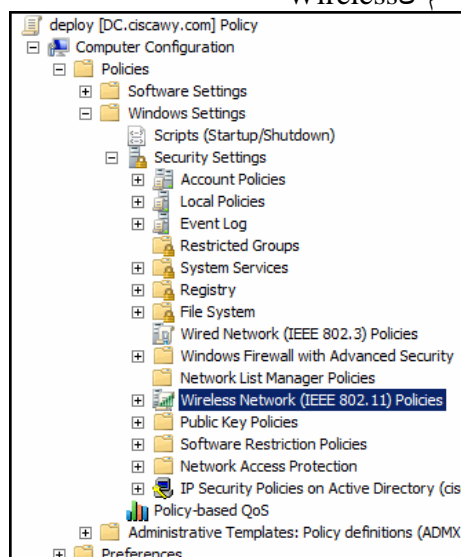 Wireless
deploy [DC.ciscawy.com] Policy
Computer Configuration
Policies
Software Settings
Windows Settings
Scripts (Startup/Shutdown)
Security Settings
Account Policies
Local Policies
Event Log
Restricted Groups
System Services
Registry
File System
Wired Network (IEEE 802.3) Policies
Windows Firewall with Advanced Security
Network List Manager Policies
Wireless Network (IEEE 802.11) Policies
Public Key Policies
Software Restriction Policies
Network Access Protection
IP Security Policies on Active Directory (cis
Policy-based QoS
Administrative Templates: Policy definitions (ADMX
Preferences